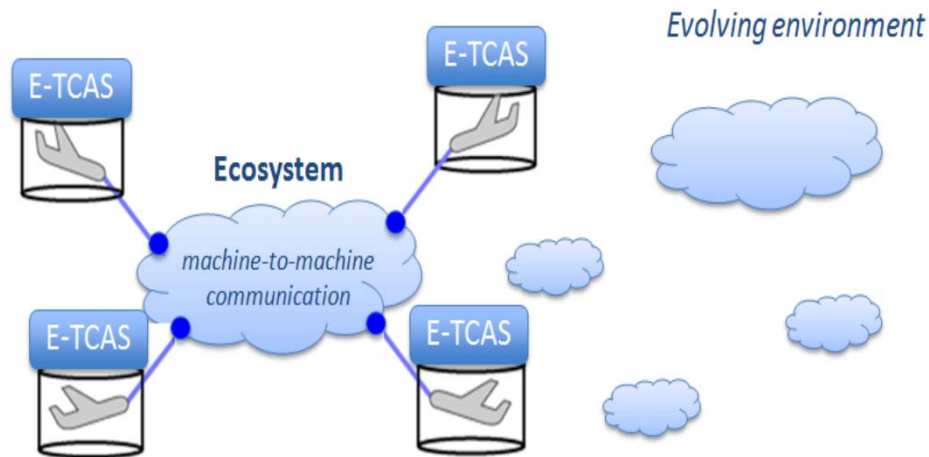 Evolving environment
E-TCAS
E-TCAS
Ecosystem
machine-to-machine
communication
E-TCAS
E-TCAS